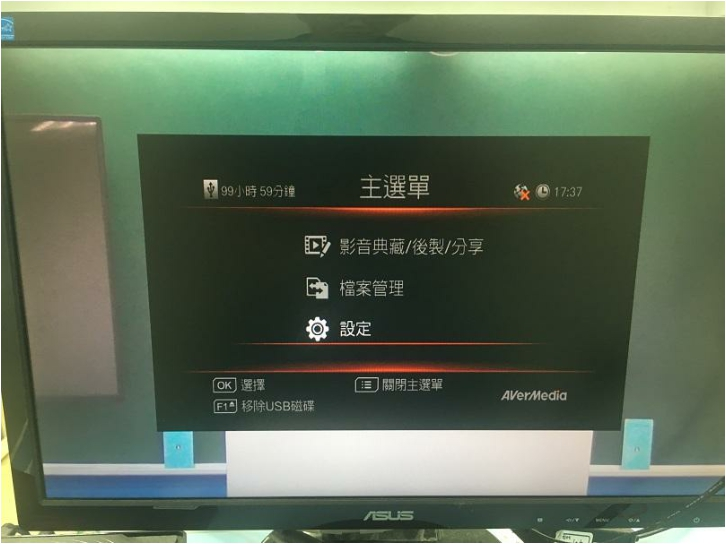 99小時 59分鐘
主選單
17:37
影音典藏/後製/分享
檔案管理
設定
OK 選擇
關閉主選單
F1 移除USB磁碟
AVerMedia
ASUS
MENU